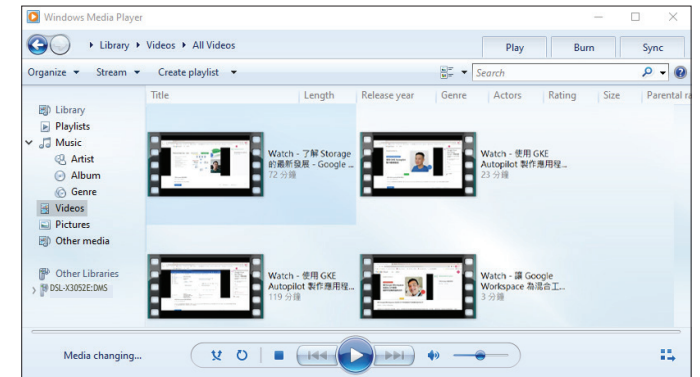 Windows Media Player
Library ▸ Videos ▸ All Videos
Play Burn Sync
Organize Stream Create playlist
Search
Title Length Release year Genre Actors Rating Size Parental ra
Library
Playlists
Music
Artist
Album
Genre
Videos
Pictures
Other media
Other Libraries
DSL-X3052E:DMS
Watch - 了解 Storage
的最新發展 - Google ...
72 分鐘
Watch - 使用 GKE
Autopilot 製作應用程...
23 分鐘
Watch - 使用 GKE
Autopilot 製作應用程...
119 分鐘
Watch - 讓 Google
Workspace 為混合工...
3 分鐘
Media changing...